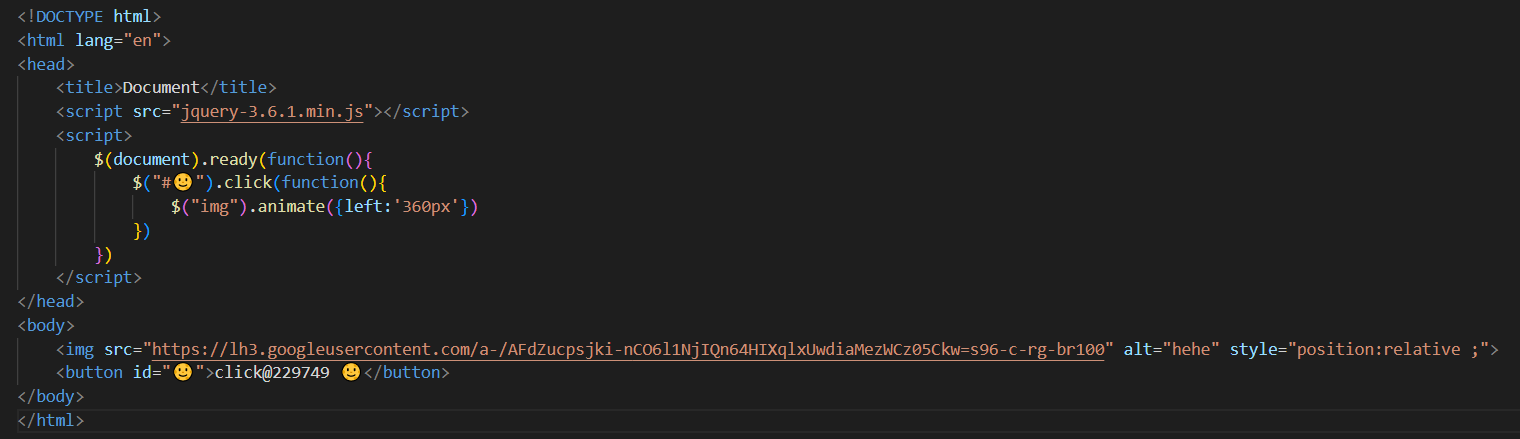 <!DOCTYPE html>
<html lang="en">
<head>
    <title>Document</title>
    <script src="jquery-3.6.1.min.js"></script>
    <script>
        $(document).ready(function(){
            $("#🙂").click(function(){
                $("img").animate({left:'360px'})
            })
        })
    </script>
</head>
<body>
    <img src="https://lh3.googleusercontent.com/a-/AFdZucpsjki-nCO6l1NjIQn64HIXqlxUwdiaMezWCz05Ckw=s96-c-rg-br100" alt="hehe" style="position:relative ;">
    <button id="🙂">click@229749 🙂</button>
</body>
</html>